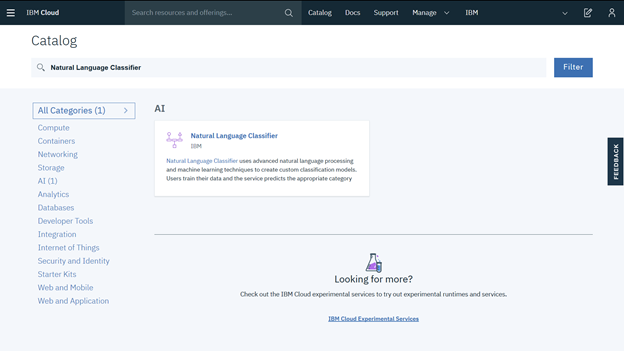 IBM Cloud
Search resources and offerings...
Catalog
Docs
Support
Manage
IBM
Catalog
Natural Language Classifier
Filter
All Categories (1)
Compute
Containers
Networking
Storage
AI (1)
Analytics
Databases
Developer Tools
Integration
Internet of Things
Security and Identity
Starter Kits
Web and Mobile
Web and Application
AI
Natural Language Classifier
IBM
Natural Language Classifier uses advanced natural language processing
and machine learning techniques to create custom classification models.
Users train their data and the service predicts the appropriate category
FEEDBACK
Looking for more?
Check out the IBM Cloud experimental services to try out experimental runtimes and services.
IBM Cloud Experimental Services